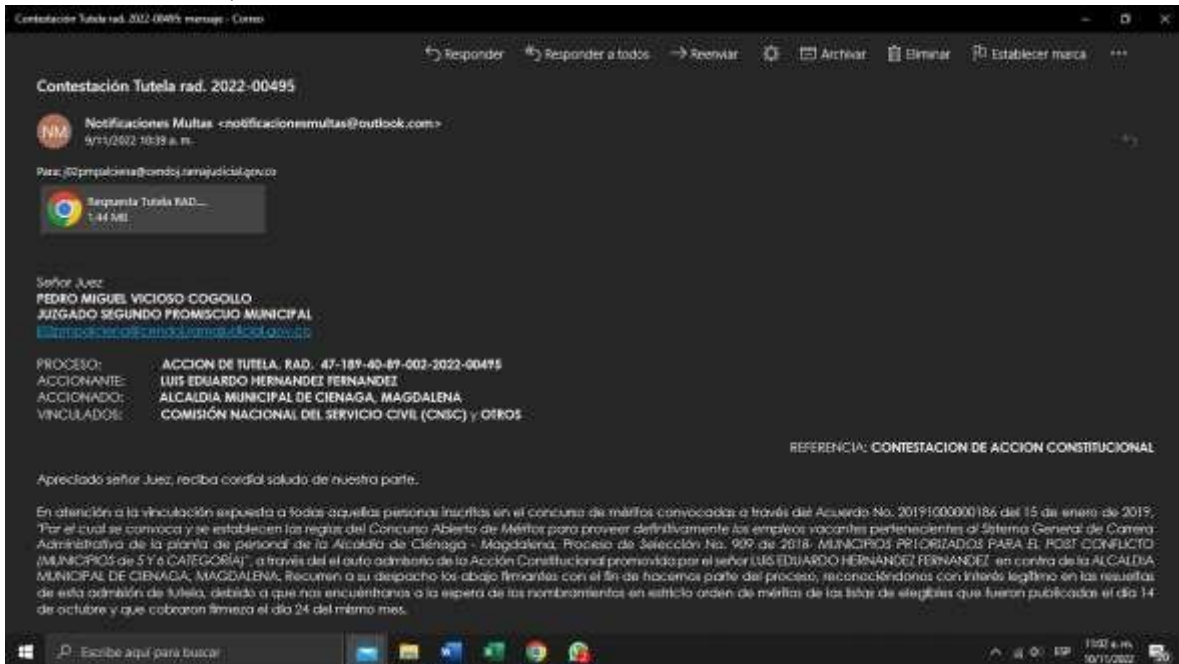 Contestación Tutela rad. 2022-00495: mensaje - Correo
Responder Responder a todos Reenviar Archivar Eliminar Establecer marca ...
Contestación Tutela rad. 2022-00495
NM
Notificaciones Multas <notificacionesmultas@outlook.com>
9/11/2022 10:39 a. m.
Para: j02pmpalciena@cendoj.ramajudicial.gov.co
Respuesta Tutela RAD....
1.44 MB
Señor Juez
PEDRO MIGUEL VICIOSO COGOLLO
JUZGADO SEGUNDO PROMISCUO MUNICIPAL
j02pmpalcienaga@cendoj.ramajudicial.gov.co
PROCESO: ACCION DE TUTELA. RAD. 47-189-40-89-002-2022-00495
ACCIONANTE: LUIS EDUARDO HERNANDEZ FERNANDEZ
ACCIONADO: ALCALDIA MUNICIPAL DE CIENAGA, MAGDALENA
VINCULADOS: COMISIÓN NACIONAL DEL SERVICIO CIVIL (CNSC) y OTROS
REFERENCIA: CONTESTACION DE ACCION CONSTITUCIONAL
Apreciado señor Juez, reciba cordial saludo de nuestra parte.
En atención a la vinculación expuesta a todas aquellas personas inscritas en el concurso de méritos convocadas a través del Acuerdo No. 20191000000186 del 15 de enero de 2019,
"Por el cual se convoca y se establecen las reglas del Concurso Abierto de Méritos para proveer definitivamente los empleos vacantes pertenecientes al Sistema General de Carrera
Administrativa de la planta de personal de la Alcaldía de Ciénaga - Magdalena, Proceso de Selección No. 909 de 2018- MUNICIPIOS PRIORIZADOS PARA EL POST CONFLICTO
(MUNICIPIOS de 5 Y 6 CATEGORÍA)", a través del el auto admisorio de la Acción Constitucional promovida por el señor LUIS EDUARDO HERNANDEZ FERNANDEZ en contra de la ALCALDIA
MUNICIPAL DE CIENAGA, MAGDALENA. Recurren a su despacho los abajo firmantes con el fin de hacernos parte del proceso, reconociéndonos con interés legítimo en las resueltas
de esta admisión de tutela, debido a que nos encuéntranos a la espera de los nombramientos en estricto orden de méritos de las listas de elegibles que fueron publicadas el día 14
de octubre y que cobraron firmeza el día 24 del mismo mes.
Escribe aquí para buscar
ESP
11:02 a. m.
10/11/2022